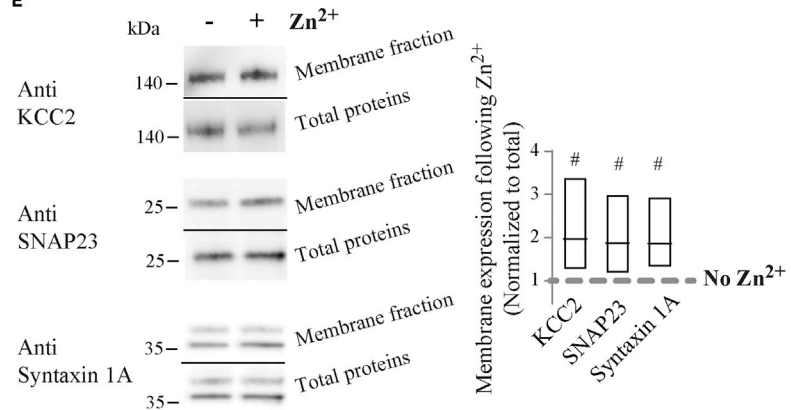 E
kDa - + Zn2+
Anti
KCC2
140
Membrane fraction
140
Total proteins
Anti
SNAP23
25
Membrane fraction
25
Total proteins
Anti
Syntaxin 1A
35
Membrane fraction
35
Total proteins
Membrane expression following Zn2+
(Normalized to total)
4
3
2
1
# # #
No Zn2+
KCC2
SNAP23
Syntaxin 1A